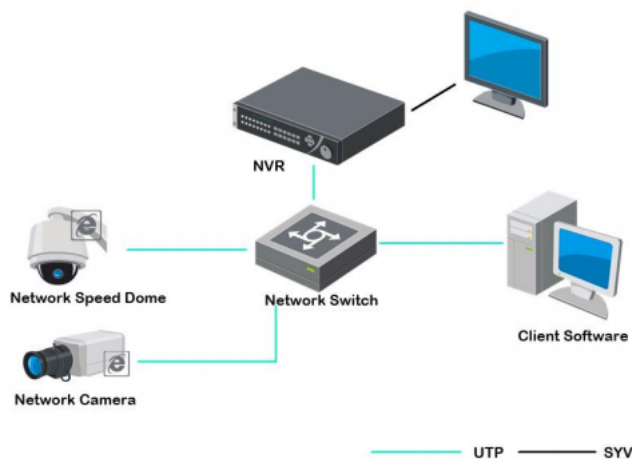 NVR
Network Speed Dome
Network Switch
Client Software
Network Camera
UTP
SYV